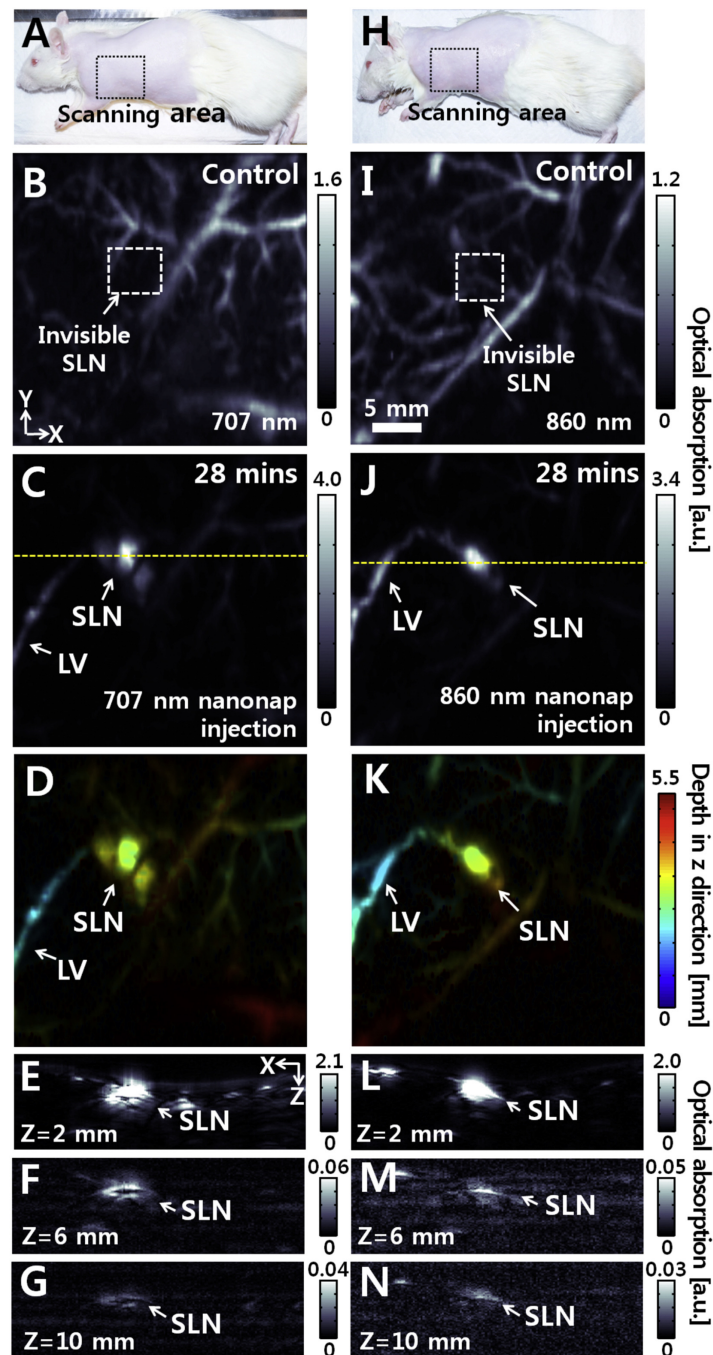 A
Scanning area
H
Scanning area
B
Control
1.6
Invisible
SLN
Y
X
707 nm
0
I
Control
1.2
Invisible
SLN
5 mm
860 nm
0
Optical absorption [a.u.]
C
28 mins
4.0
SLN
LV
707 nm nanonap
injection
0
J
28 mins
3.4
LV
SLN
860 nm nanonap
injection
0
D
SLN
LV
K
LV
SLN
5.5
0
Depth in z direction [mm]
E
X
Z
2.1
SLN
Z=2 mm
0
L
2.0
SLN
Z=2 mm
0
F
0.06
SLN
Z=6 mm
0
M
0.05
SLN
Z=6 mm
0
G
0.04
SLN
Z=10 mm
0
N
0.03
SLN
Z=10 mm
0
Optical absorption [a.u.]